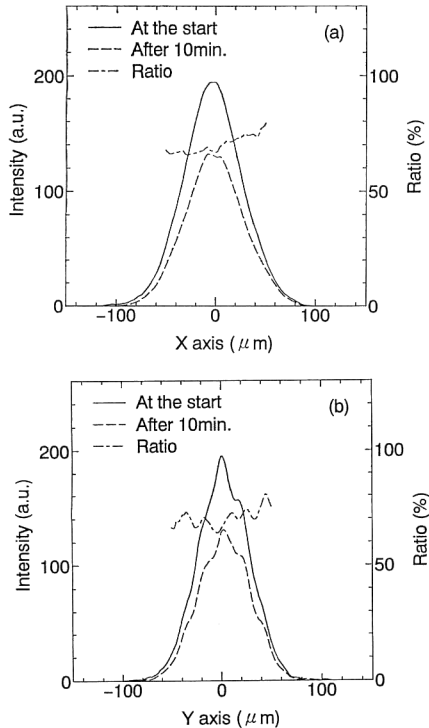 At the start
(a)
After 10min.
Ratio
200
100
0
Intensity (a.u.)
100
50
0
Ratio (%)
−100
0
100
X axis ( μm)
At the start
(b)
After 10min.
Ratio
200
100
0
Intensity (a.u.)
100
50
0
Ratio (%)
−100
0
100
Y axis ( μm)